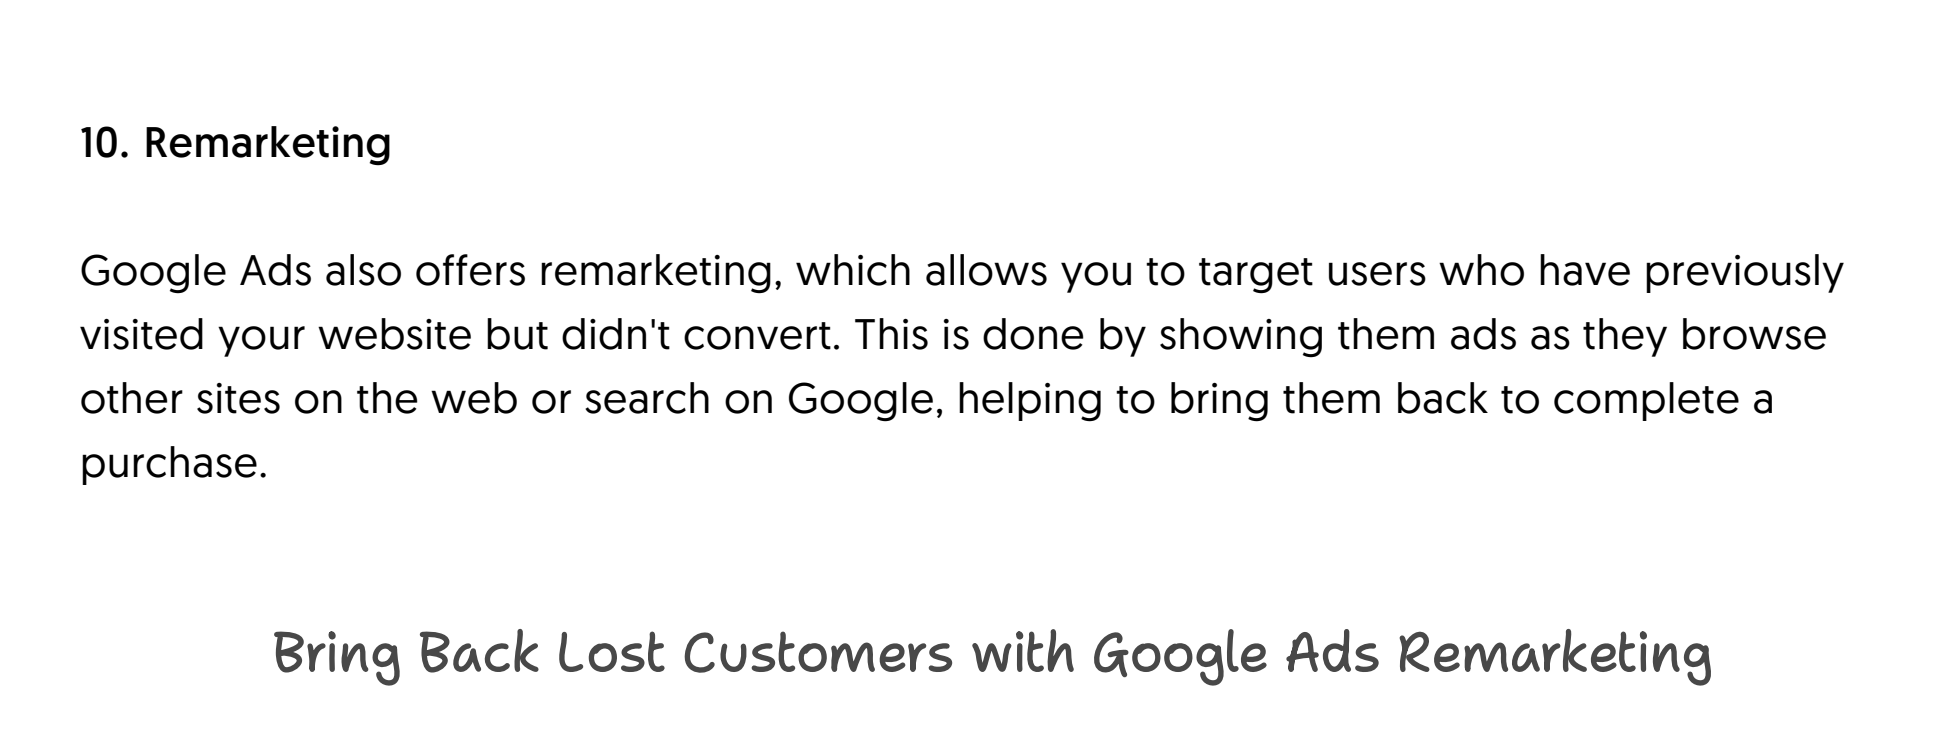 10. Remarketing
Google Ads also offers remarketing, which allows you to target users who have previously
visited your website but didn't convert. This is done by showing them ads as they browse
other sites on the web or search on Google, helping to bring them back to complete a
purchase.
Bring Back Lost Customers with Google Ads Remarketing